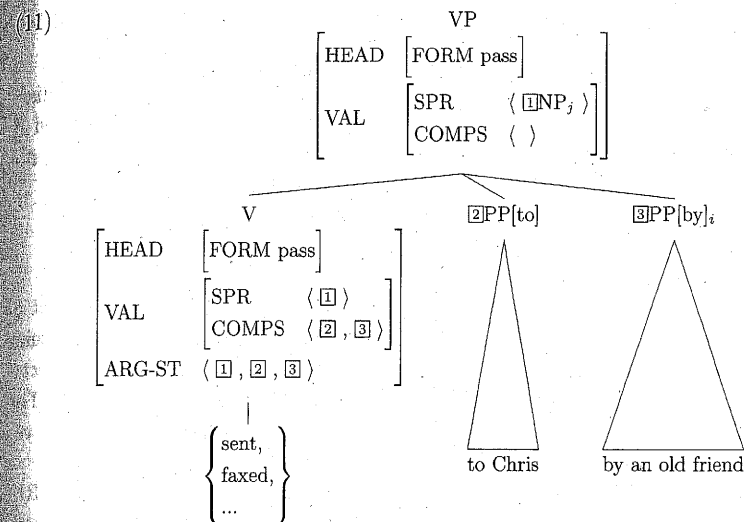 (11)
VP
HEAD [FORM pass]
VAL [SPR ⟨ [1]NPj ⟩
COMPS ⟨ ⟩]
V [2]PP[to] [3]PP[by]i
HEAD [FORM pass]
VAL [SPR ⟨ [1] ⟩
COMPS ⟨ [2] , [3] ⟩]
ARG-ST ⟨ [1] , [2] , [3] ⟩
{ sent,
faxed,
... }
to Chris by an old friend